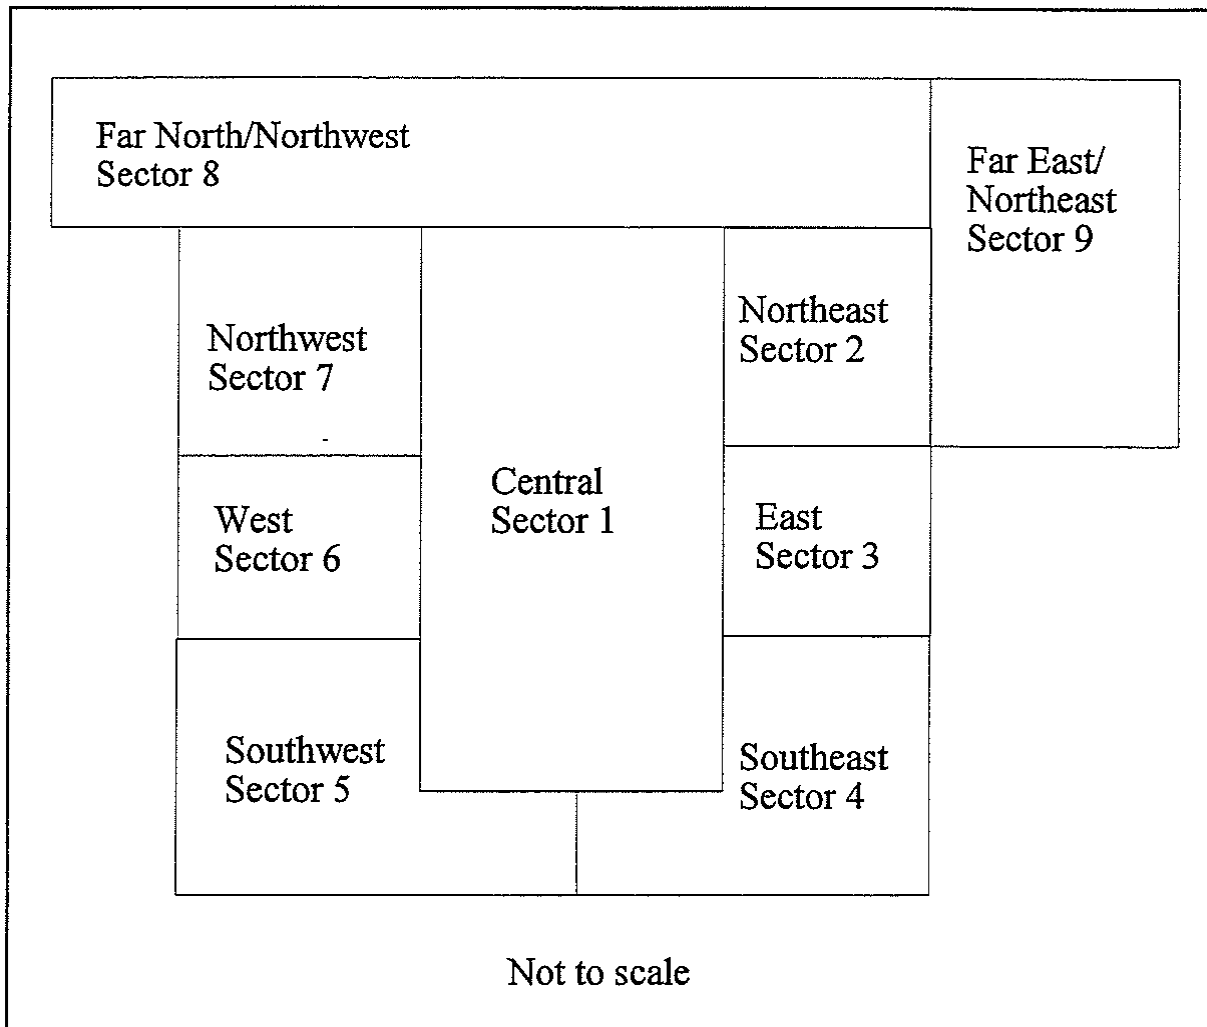 Far North/Northwest
Sector 8
Far East/
Northeast
Sector 9
Northwest
Sector 7
Northeast
Sector 2
Central
Sector 1
West
Sector 6
East
Sector 3
Southwest
Sector 5
Southeast
Sector 4
Not to scale